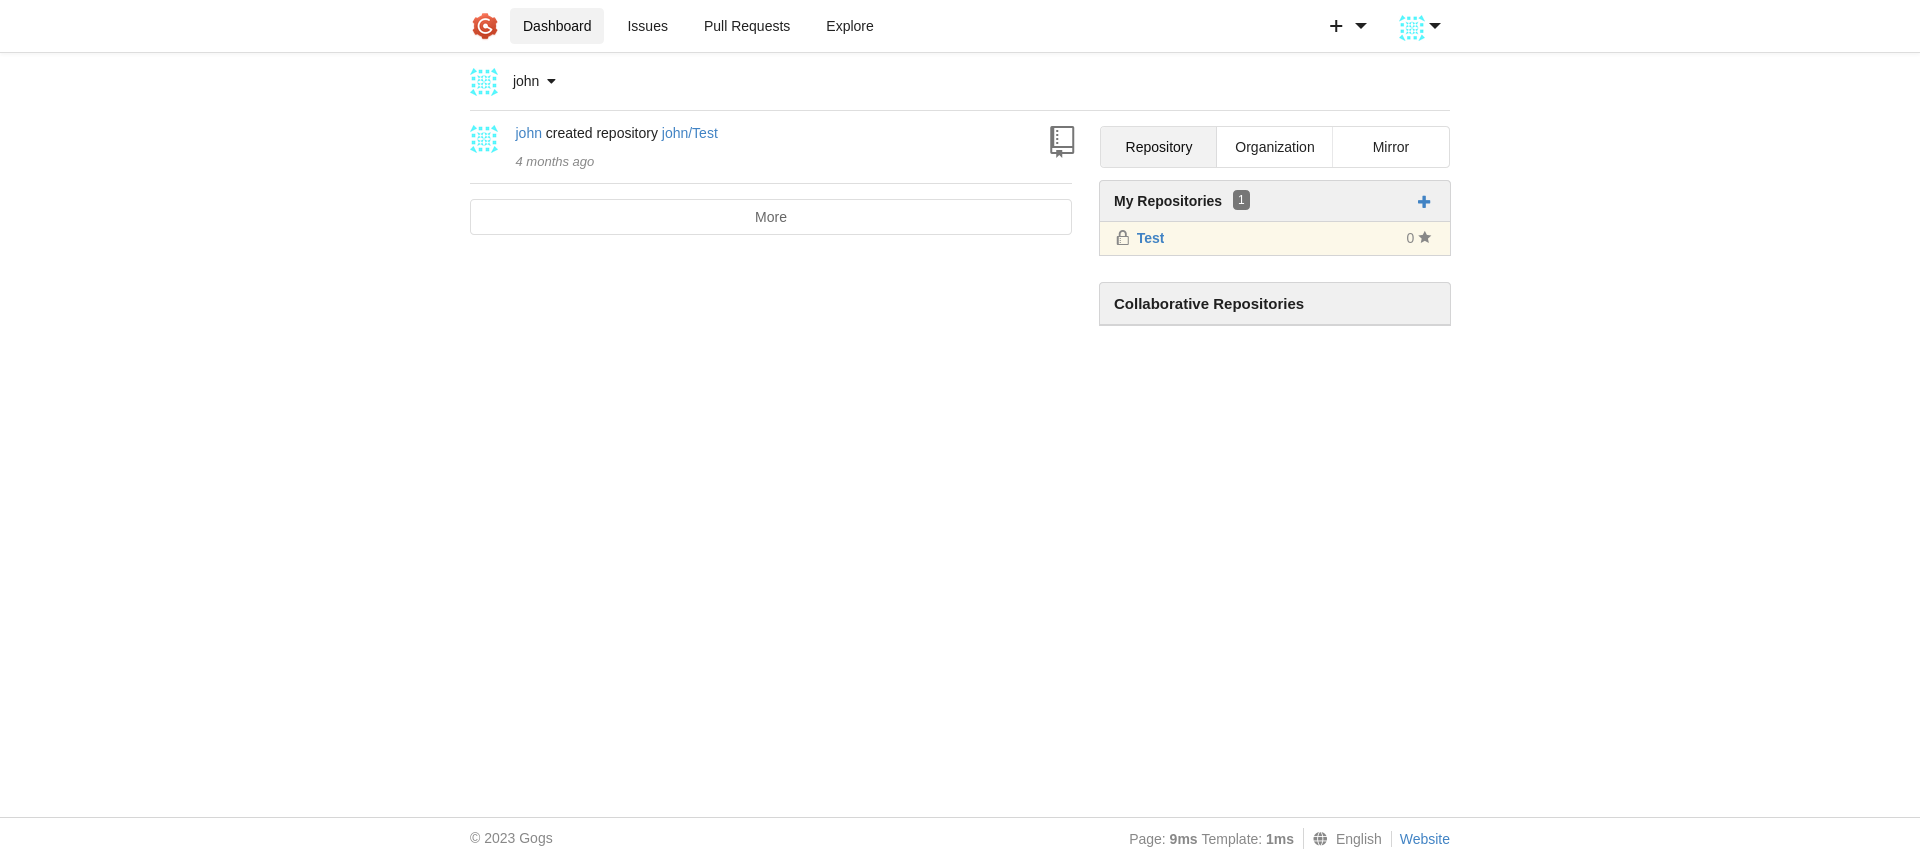 Dashboard Issues Pull Requests Explore
john
john created repository john/Test
4 months ago
More
Repository Organization Mirror
My Repositories 1
Test 0
Collaborative Repositories
© 2023 Gogs
Page: 9ms Template: 1ms English Website